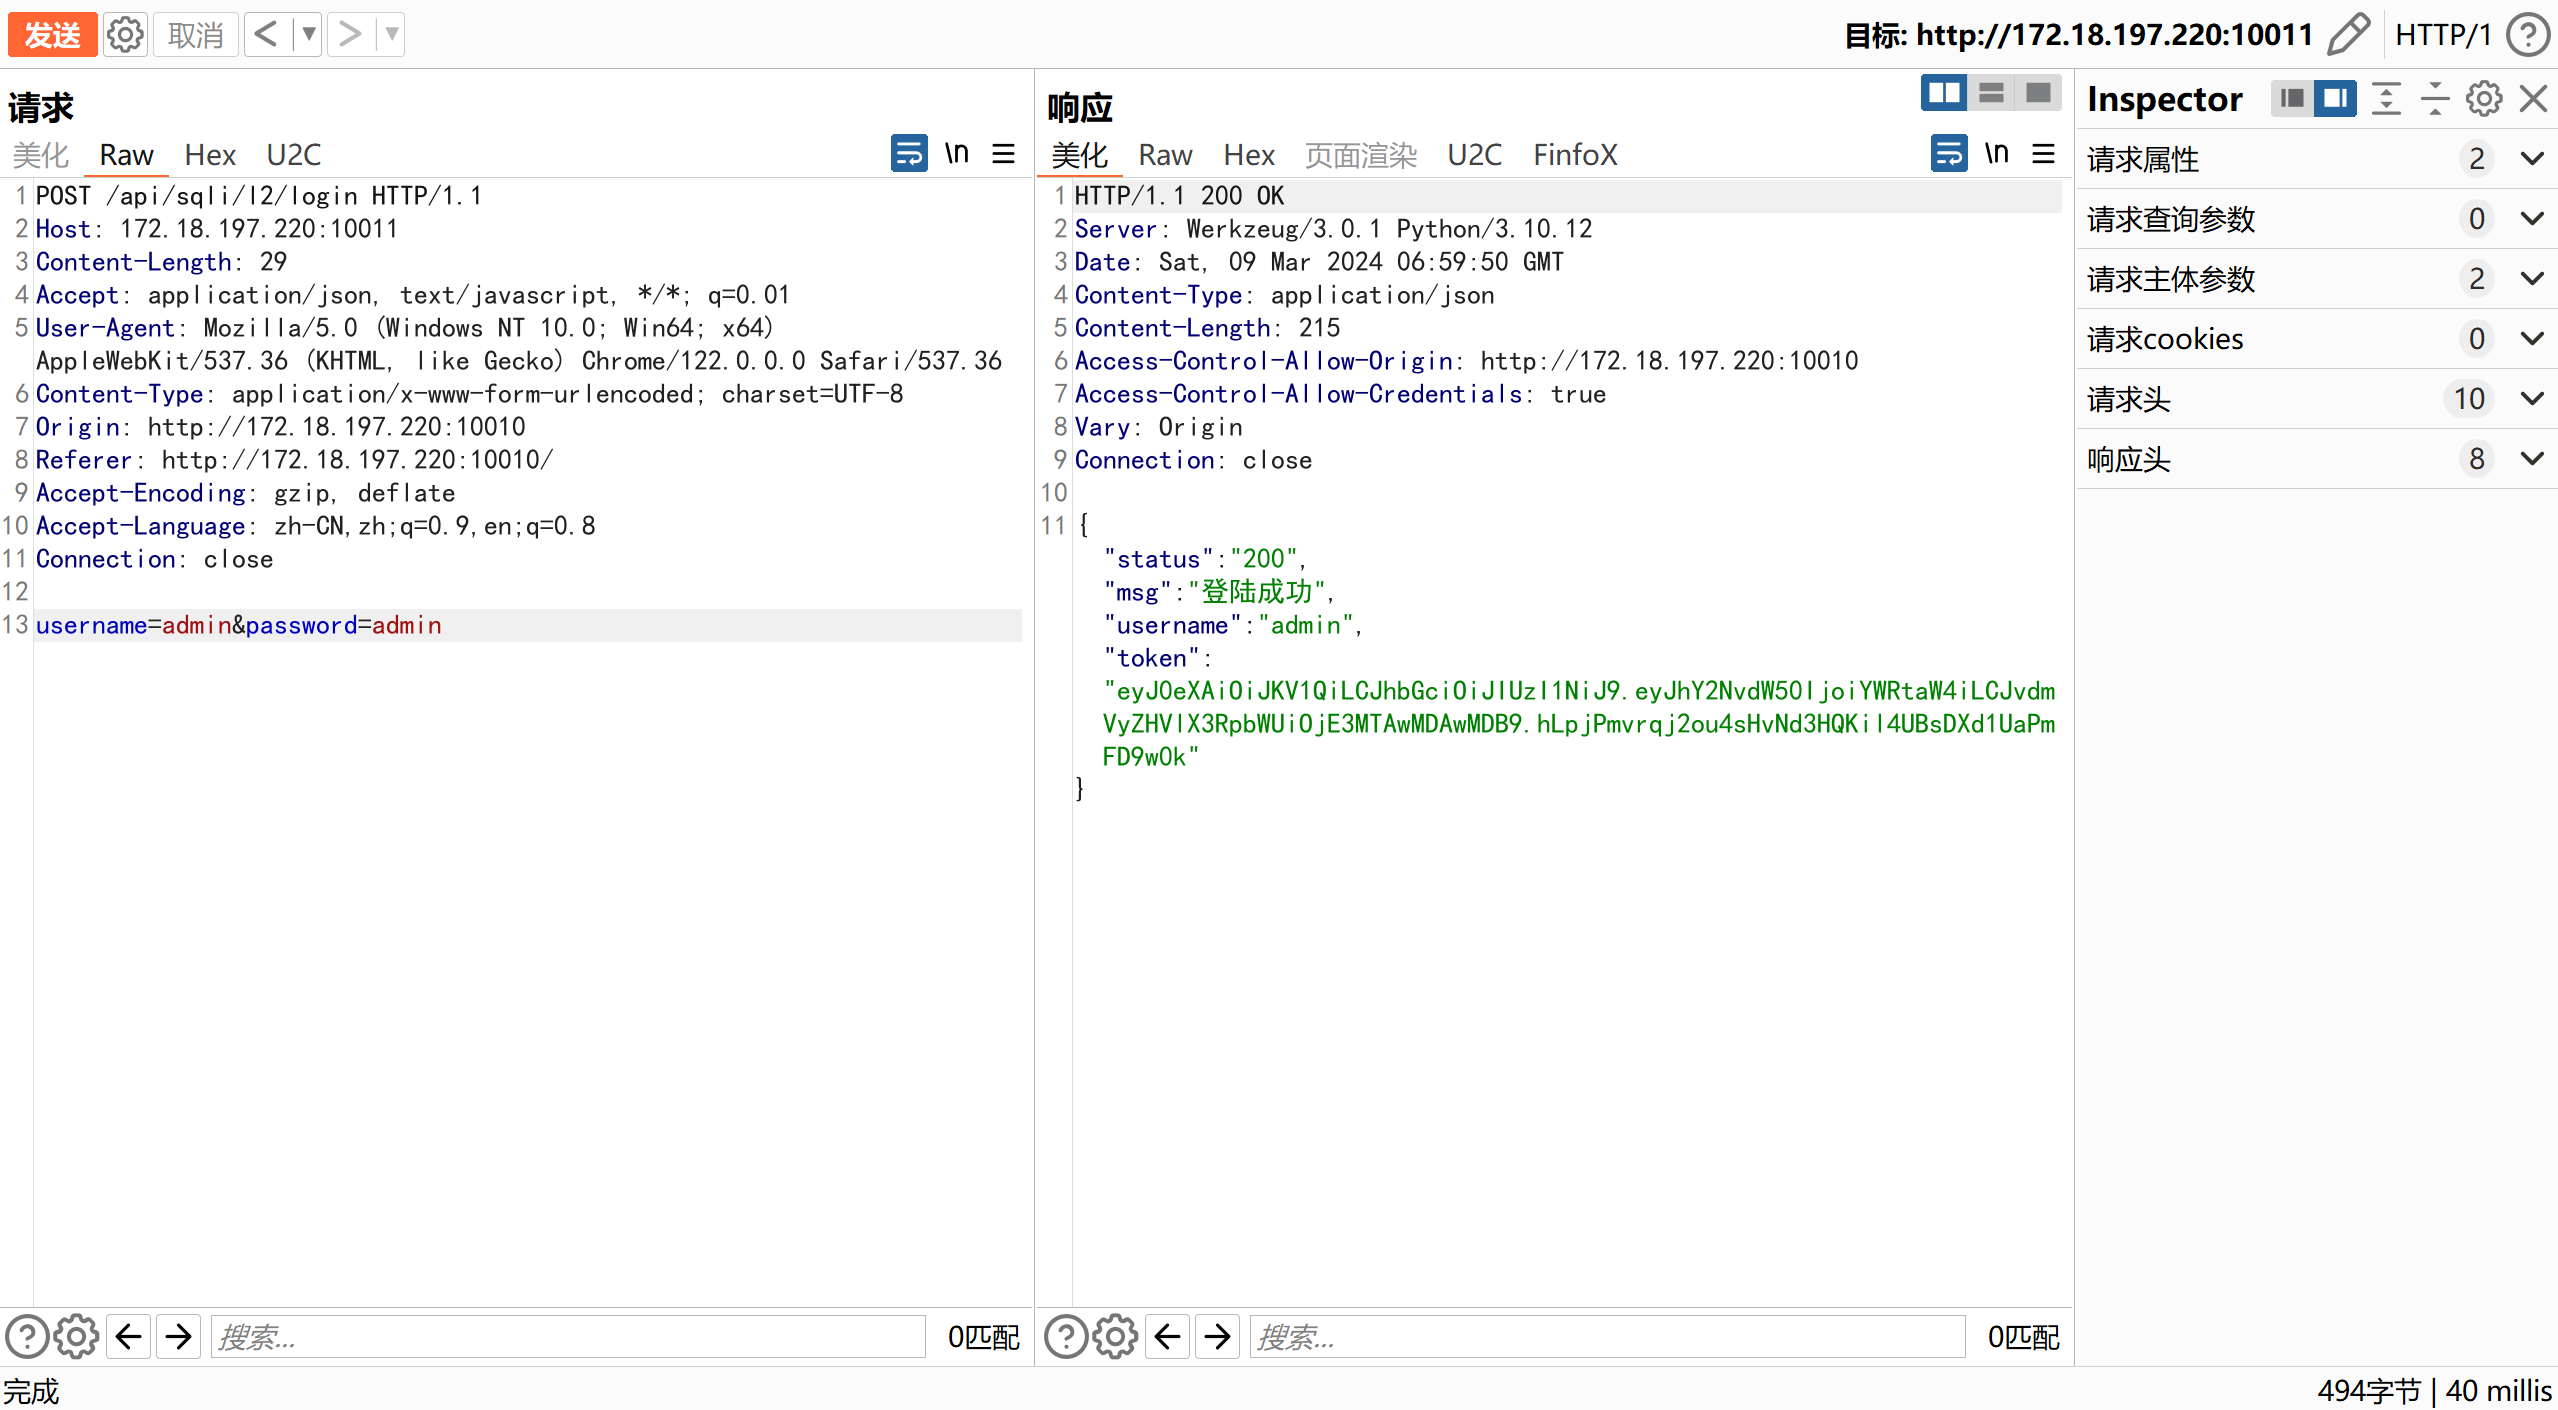 发送 取消 < ▼ > ▼ 目标: http://172.18.197.220:10011 HTTP/1 ?
请求
美化 Raw Hex U2C \n
1 POST /api/sqli/l2/login HTTP/1.1
2 Host: 172.18.197.220:10011
3 Content-Length: 29
4 Accept: application/json, text/javascript, */*; q=0.01
5 User-Agent: Mozilla/5.0 (Windows NT 10.0; Win64; x64)
AppleWebKit/537.36 (KHTML, like Gecko) Chrome/122.0.0.0 Safari/537.36
6 Content-Type: application/x-www-form-urlencoded; charset=UTF-8
7 Origin: http://172.18.197.220:10010
8 Referer: http://172.18.197.220:10010/
9 Accept-Encoding: gzip, deflate
10 Accept-Language: zh-CN,zh;q=0.9,en;q=0.8
11 Connection: close
12
13 username=admin&password=admin
搜索... 0匹配
响应
美化 Raw Hex 页面渲染 U2C FinfoX \n
1 HTTP/1.1 200 OK
2 Server: Werkzeug/3.0.1 Python/3.10.12
3 Date: Sat, 09 Mar 2024 06:59:50 GMT
4 Content-Type: application/json
5 Content-Length: 215
6 Access-Control-Allow-Origin: http://172.18.197.220:10010
7 Access-Control-Allow-Credentials: true
8 Vary: Origin
9 Connection: close
10
11 {
"status":"200",
"msg":"登陆成功",
"username":"admin",
"token":
"eyJ0eXAiOiJKV1QiLCJhbGciOiJIUzI1NiJ9.eyJhY2NvdW50IjoiYWRtaW4iLCJvdm
VyZHVlX3RpbWUiOjE3MTAwMDAwMDB9.hLpjPmvrqj2ou4sHvNd3HQKiI4UBsDXd1UaPm
FD9w0k"
}
搜索... 0匹配
Inspector
请求属性 2
请求查询参数 0
请求主体参数 2
请求cookies 0
请求头 10
响应头 8
完成 494字节 | 40 millis